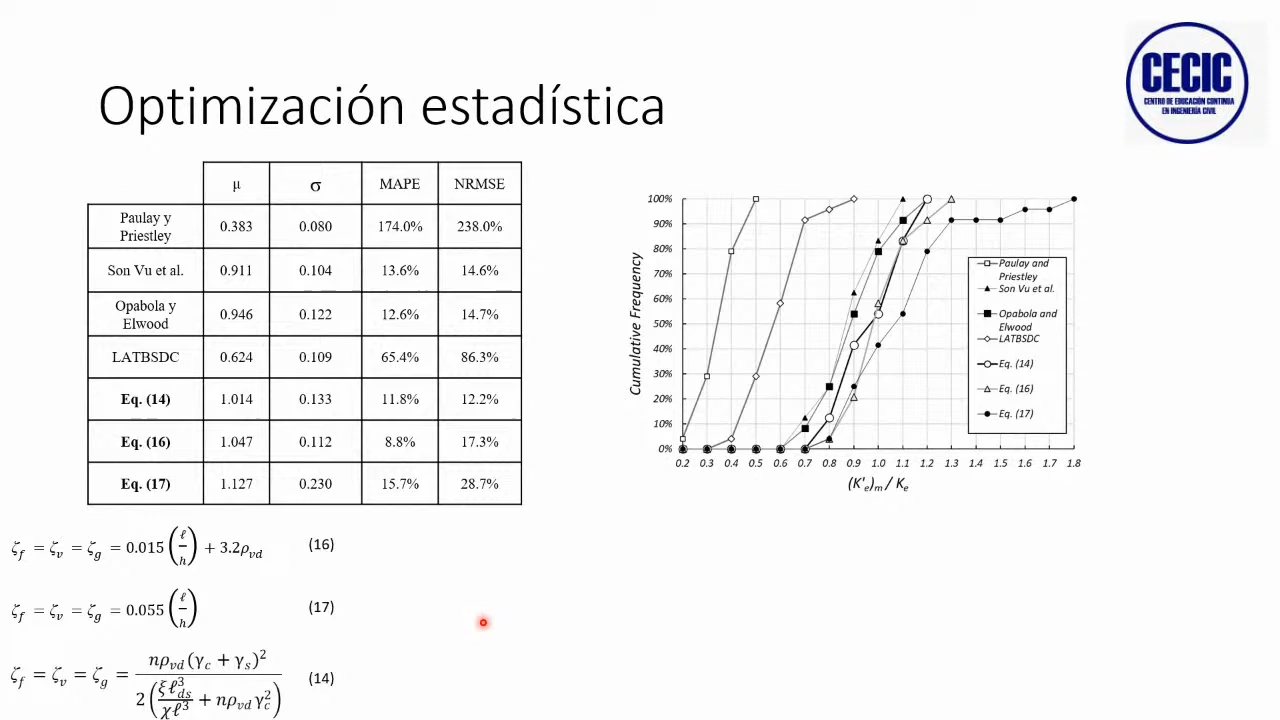 CECIC
CENTRO DE EDUCACIÓN CONTINUA
EN INGENIERÍA CIVIL
Optimización estadística
μ σ MAPE NRMSE
Paulay y
Priestley
0.383 0.080 174.0% 238.0%
Son Vu et al. 0.911 0.104 13.6% 14.6%
Opabola y
Elwood
0.946 0.122 12.6% 14.7%
LATBSDC 0.624 0.109 65.4% 86.3%
Eq. (14) 1.014 0.133 11.8% 12.2%
Eq. (16) 1.047 0.112 8.8% 17.3%
Eq. (17) 1.127 0.230 15.7% 28.7%
Cumulative Frequency
100%
90%
80%
70%
60%
50%
40%
30%
20%
10%
0%
0.2 0.3 0.4 0.5 0.6 0.7 0.8 0.9 1.0 1.1 1.2 1.3 1.4 1.5 1.6 1.7 1.8
(K'e)m / Ke
Paulay and
Priestley
Son Vu et al.
Opabola and
Elwood
LATBSDC
Eq. (14)
Eq. (16)
Eq. (17)
ζf = ζv = ζg = 0.015 (ℓ/h) + 3.2ρvd (16)
ζf = ζv = ζg = 0.055 (ℓ/h) (17)
ζf = ζv = ζg = nρvd(γc + γs)² / 2(ξℓ³ds/χℓ³ + nρvd γc²) (14)